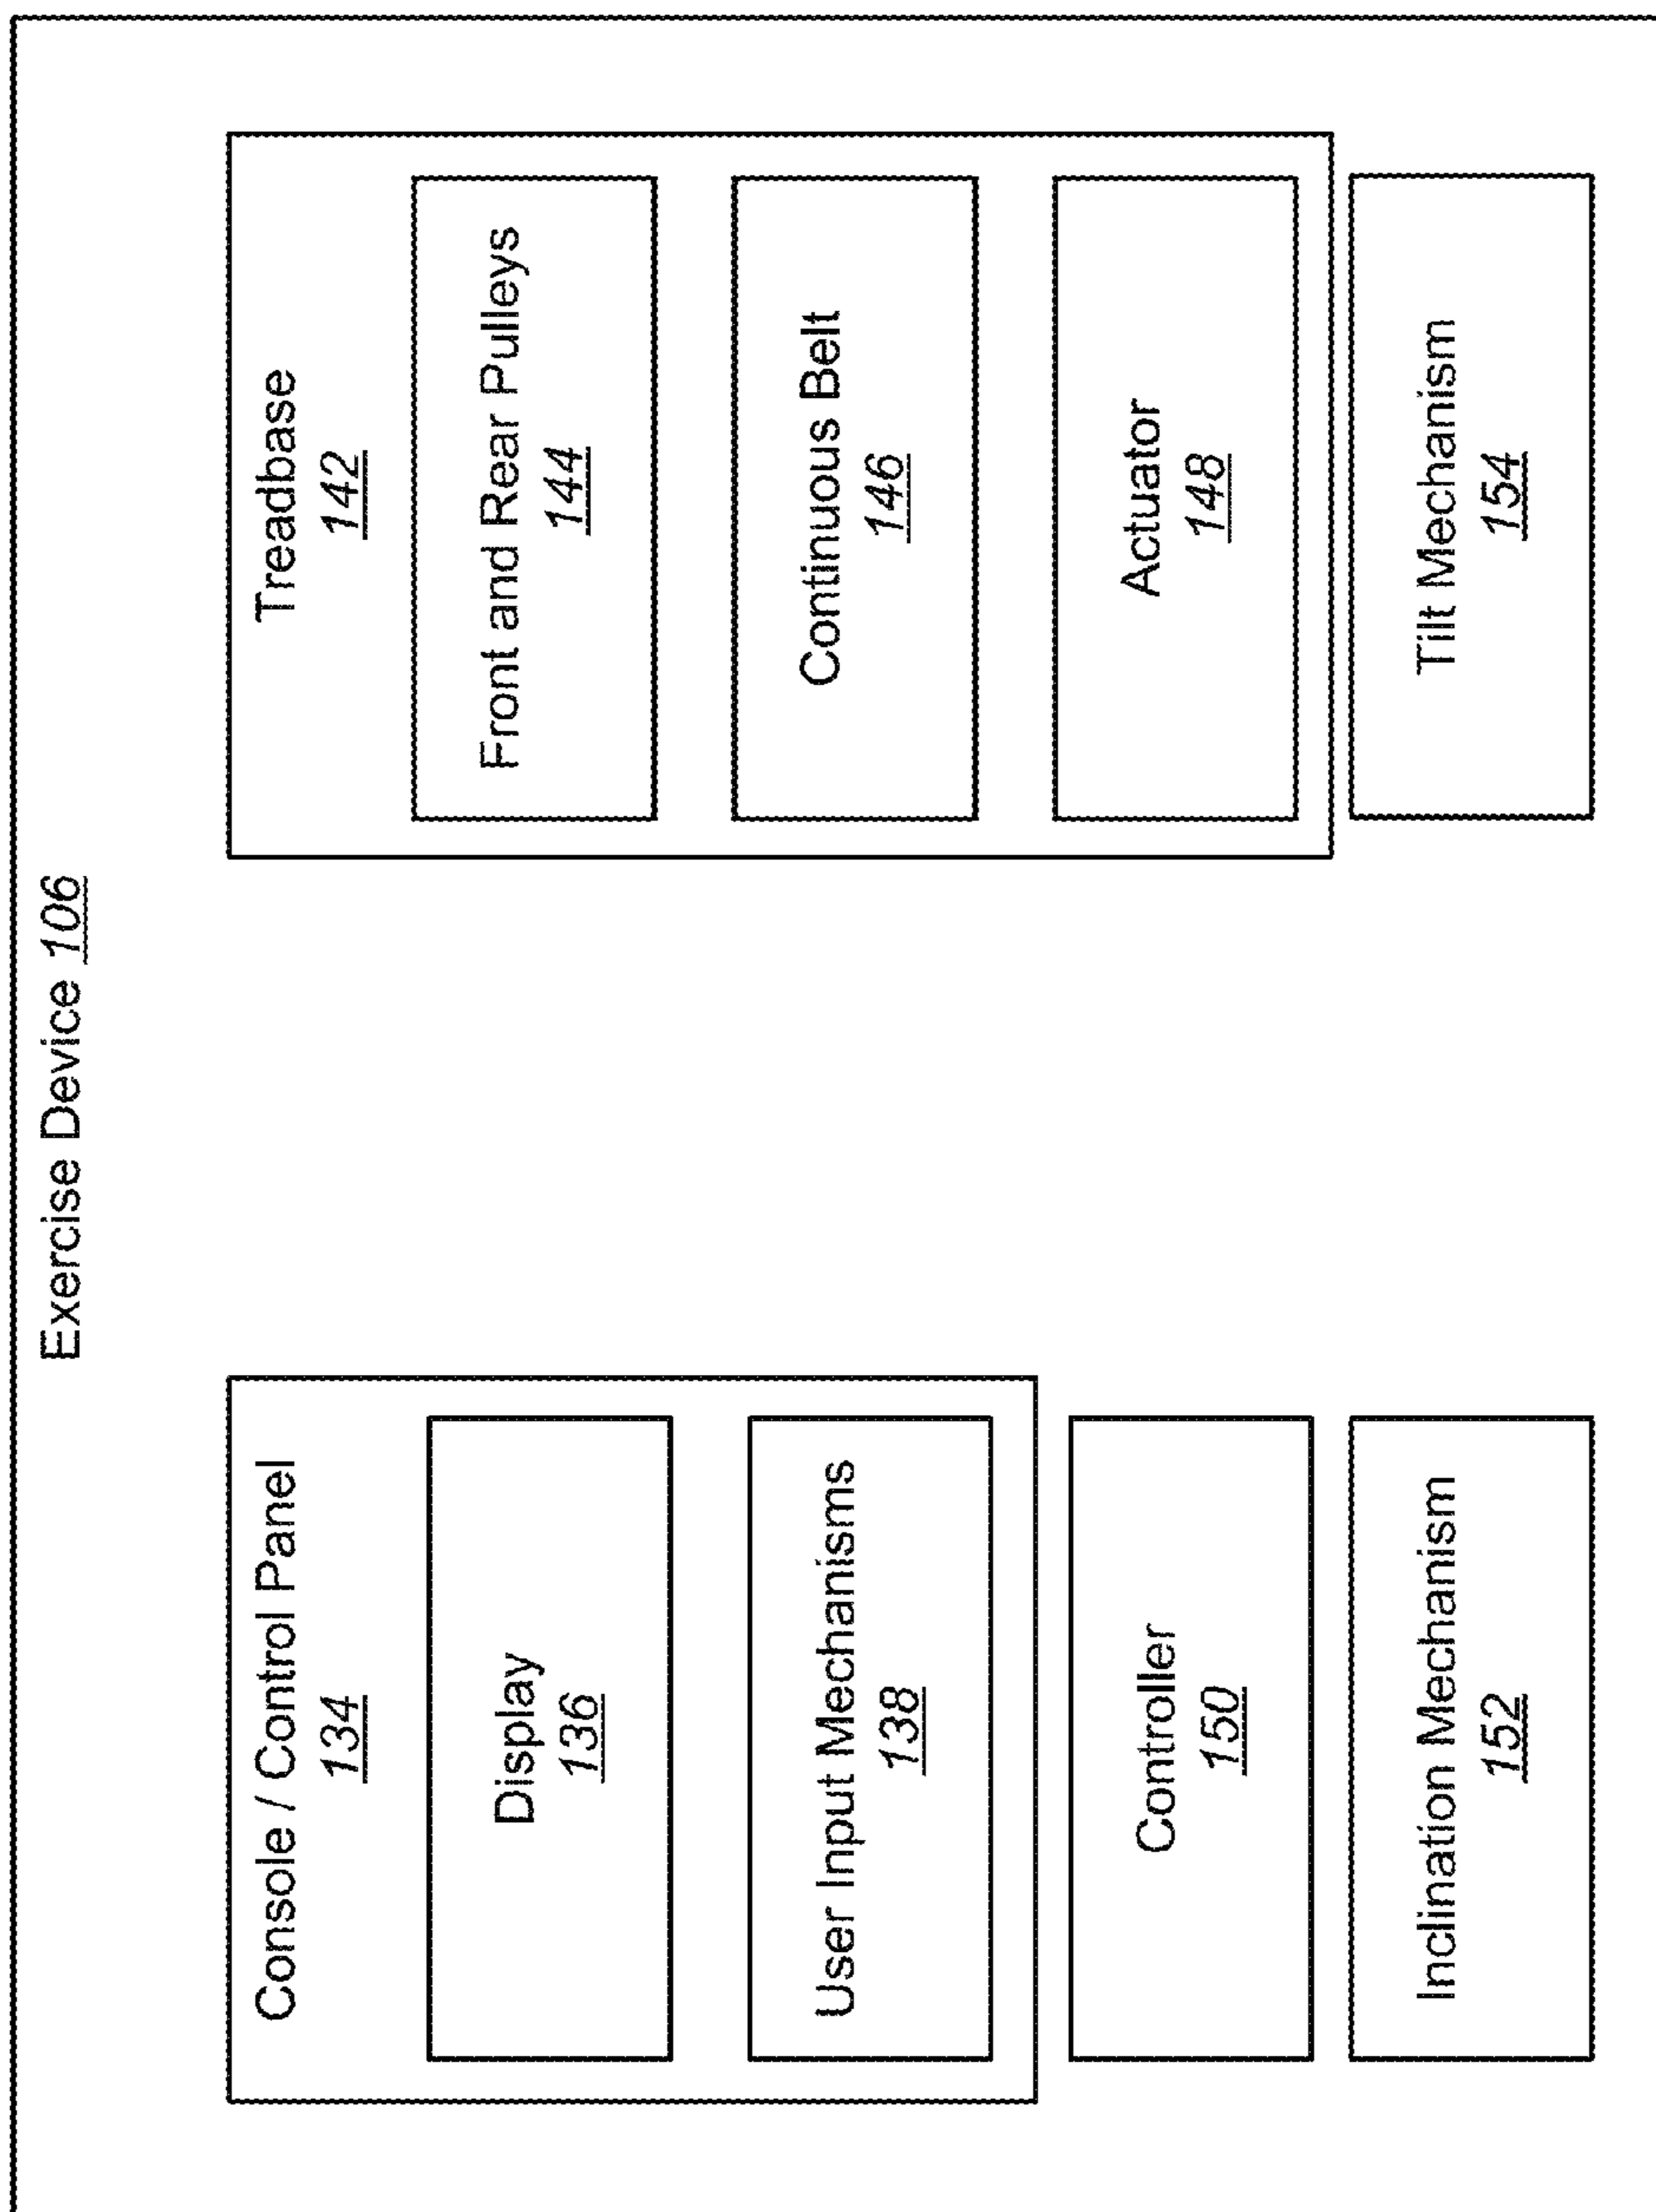 Exercise Device 106
Console / Control Panel
134
Display
136
User Input Mechanisms
138
Controller
150
Inclination Mechanism
152
Treadbase
142
Front and Rear Pulleys
144
Continuous Belt
146
Actuator
148
Tilt Mechanism
154